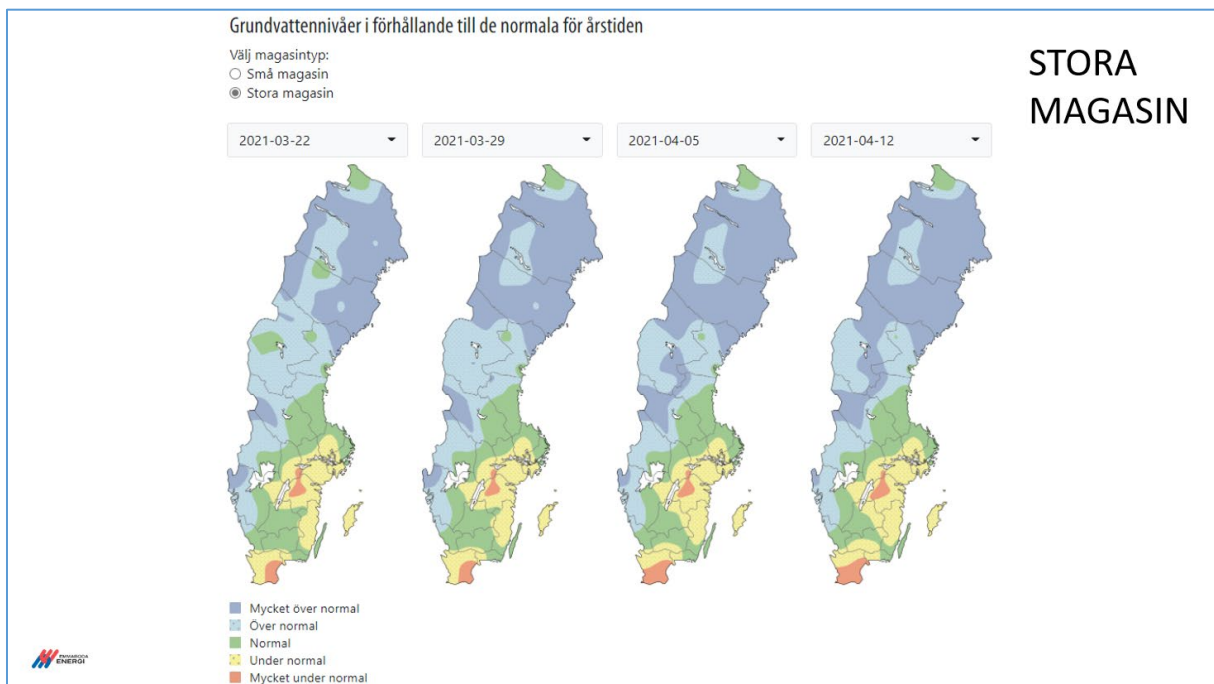 Grundvattennivåer i förhållande till de normala för årstiden
Välj magasintyp:
Små magasin
Stora magasin
STORA
MAGASIN
2021-03-22
2021-03-29
2021-04-05
2021-04-12
Mycket över normal
Över normal
Normal
Under normal
Mycket under normal
EMMABODA
ENERGI